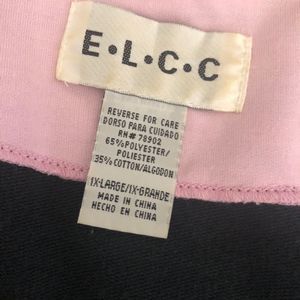 E•L•C•C
REVERSE FOR CARE
DORSO PARA CUIDADO
RN# 78902
65% POLYESTER/
POLIESTER
35% COTTON/ALGODON
1X-LARGE/1X-GRANDE
MADE IN CHINA
HECHO EN CHINA